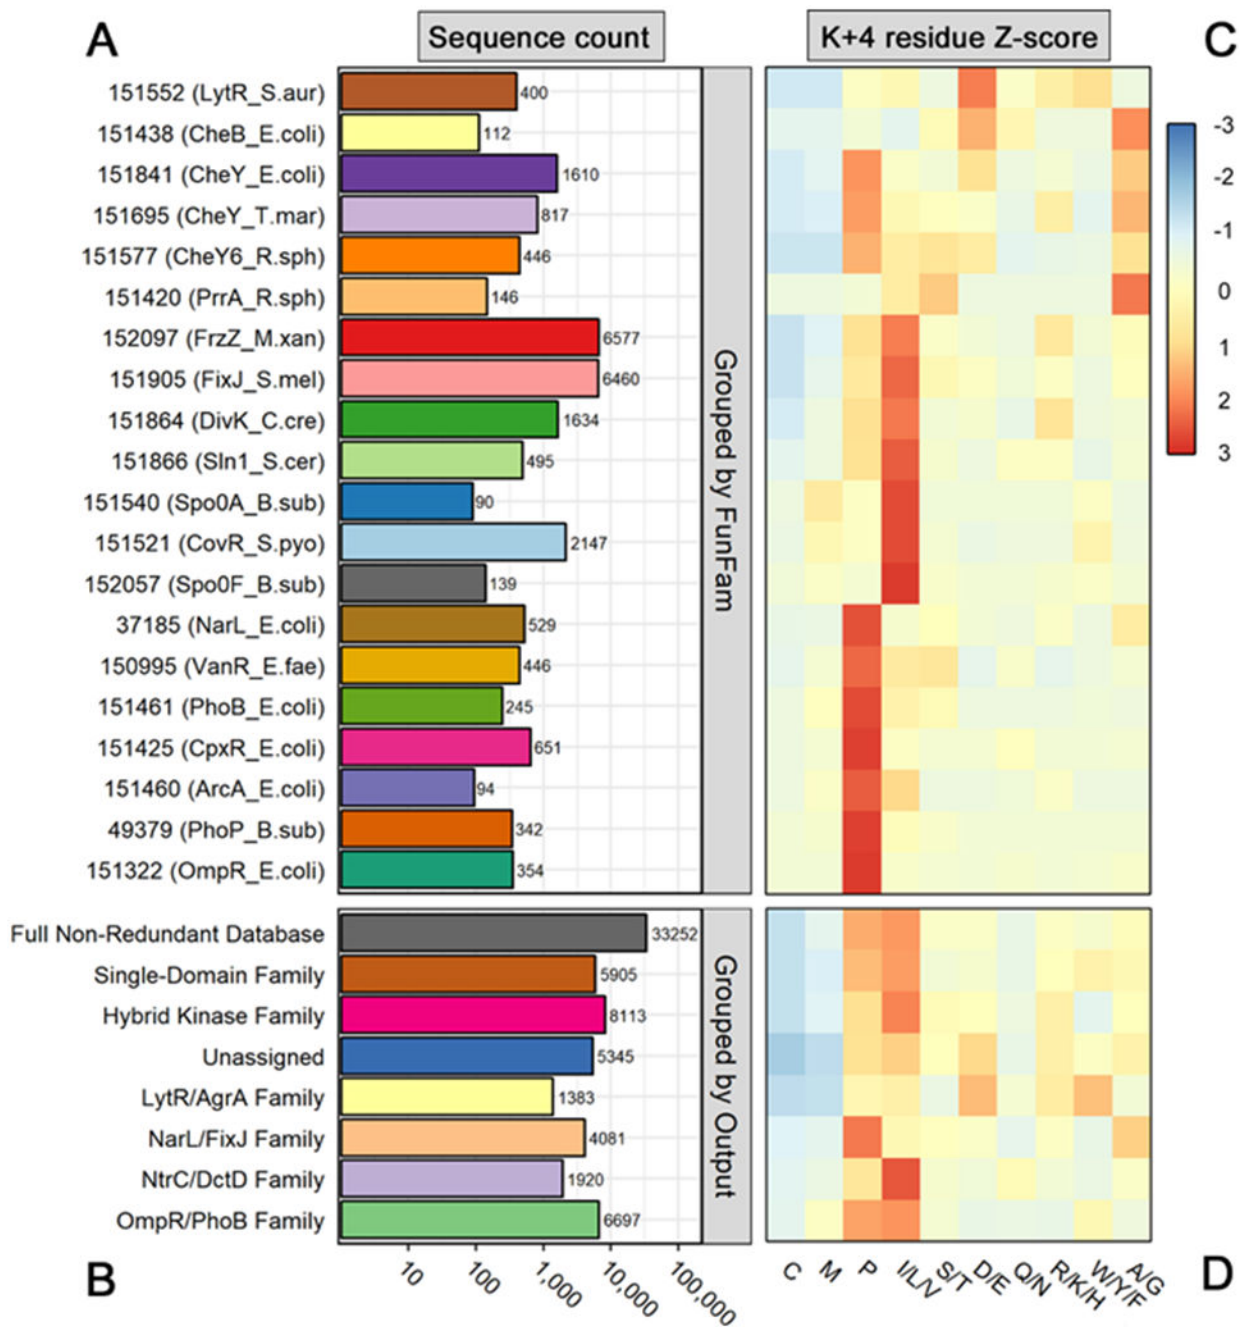 A
Sequence count
K+4 residue Z-score
C
151552 (LytR_S.aur)
400
151438 (CheB_E.coli)
112
151841 (CheY_E.coli)
1610
151695 (CheY_T.mar)
817
151577 (CheY6_R.sph)
446
151420 (PrrA_R.sph)
146
152097 (FrzZ_M.xan)
6577
151905 (FixJ_S.mel)
6460
151864 (DivK_C.cre)
1634
151866 (Sln1_S.cer)
495
151540 (Spo0A_B.sub)
90
151521 (CovR_S.pyo)
2147
152057 (Spo0F_B.sub)
139
37185 (NarL_E.coli)
529
150995 (VanR_E.fae)
446
151461 (PhoB_E.coli)
245
151425 (CpxR_E.coli)
651
151460 (ArcA_E.coli)
94
49379 (PhoP_B.sub)
342
151322 (OmpR_E.coli)
354
Grouped by FunFam
-3
-2
-1
0
1
2
3
Full Non-Redundant Database
33252
Single-Domain Family
5905
Hybrid Kinase Family
8113
Unassigned
5345
LytR/AgrA Family
1383
NarL/FixJ Family
4081
NtrC/DctD Family
1920
OmpR/PhoB Family
6697
Grouped by Output
B
10
100
1,000
10,000
100,000
C
M
P
I/L/V
S/T
D/E
Q/N
R/K/H
W/Y/F
A/G
D